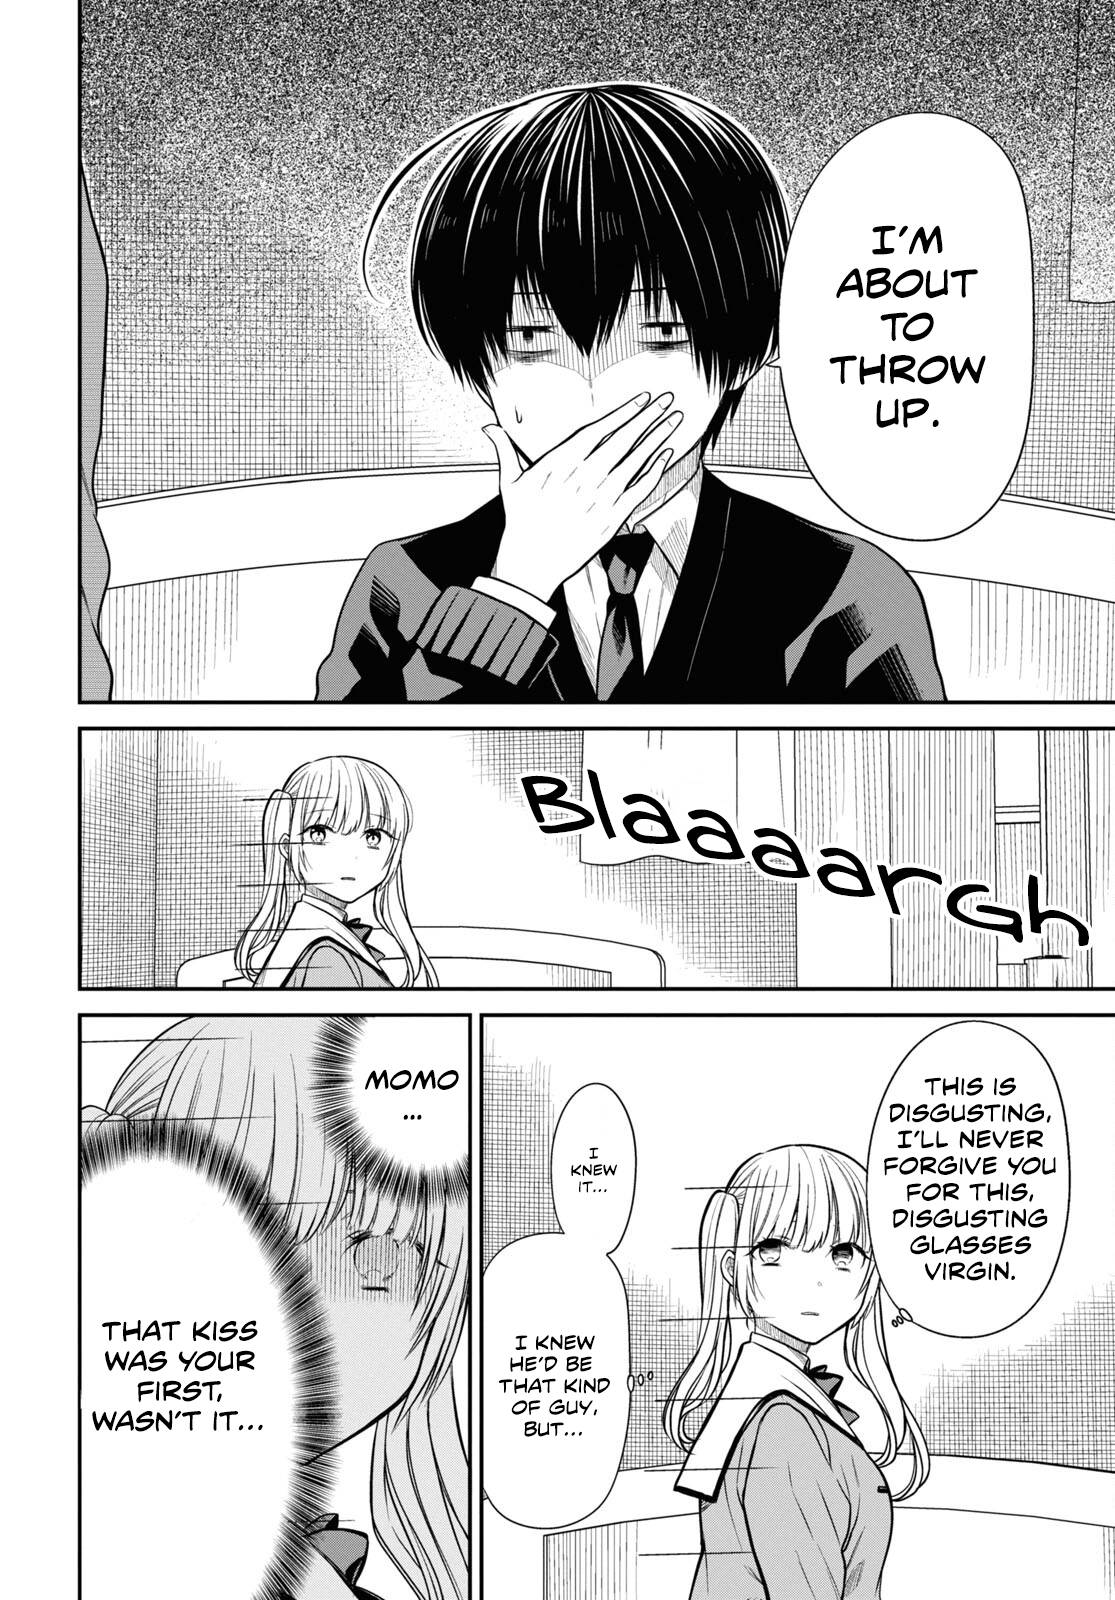 I'M
ABOUT
TO
THROW
UP.
Blaaaargh
THIS IS
DISGUSTING,
I'LL NEVER
FORGIVE YOU
FOR THIS,
DISGUSTING
GLASSES
VIRGIN.
I
KNEW
IT...
I KNEW
HE'D BE
THAT KIND
OF GUY,
BUT...
MOMO
...
THAT KISS
WAS YOUR
FIRST,
WASN'T IT...